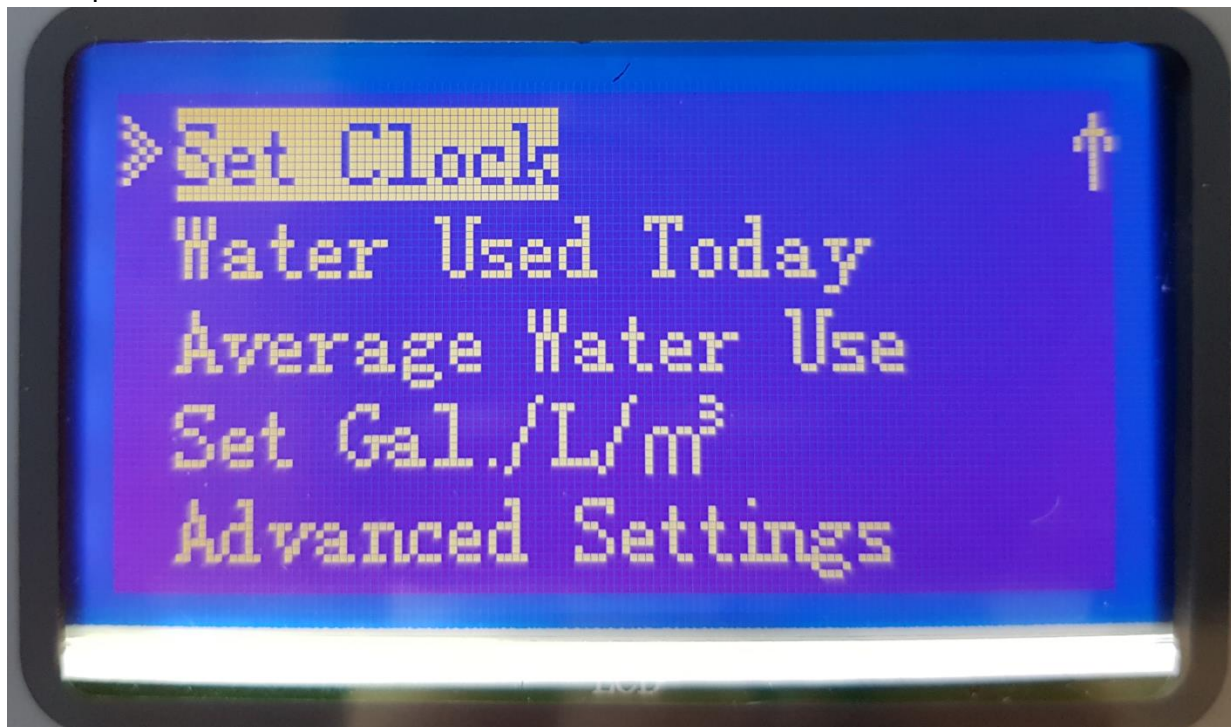 Set Clock
Water Used Today
Average Water Use
Set Gal./L/m³
Advanced Settings